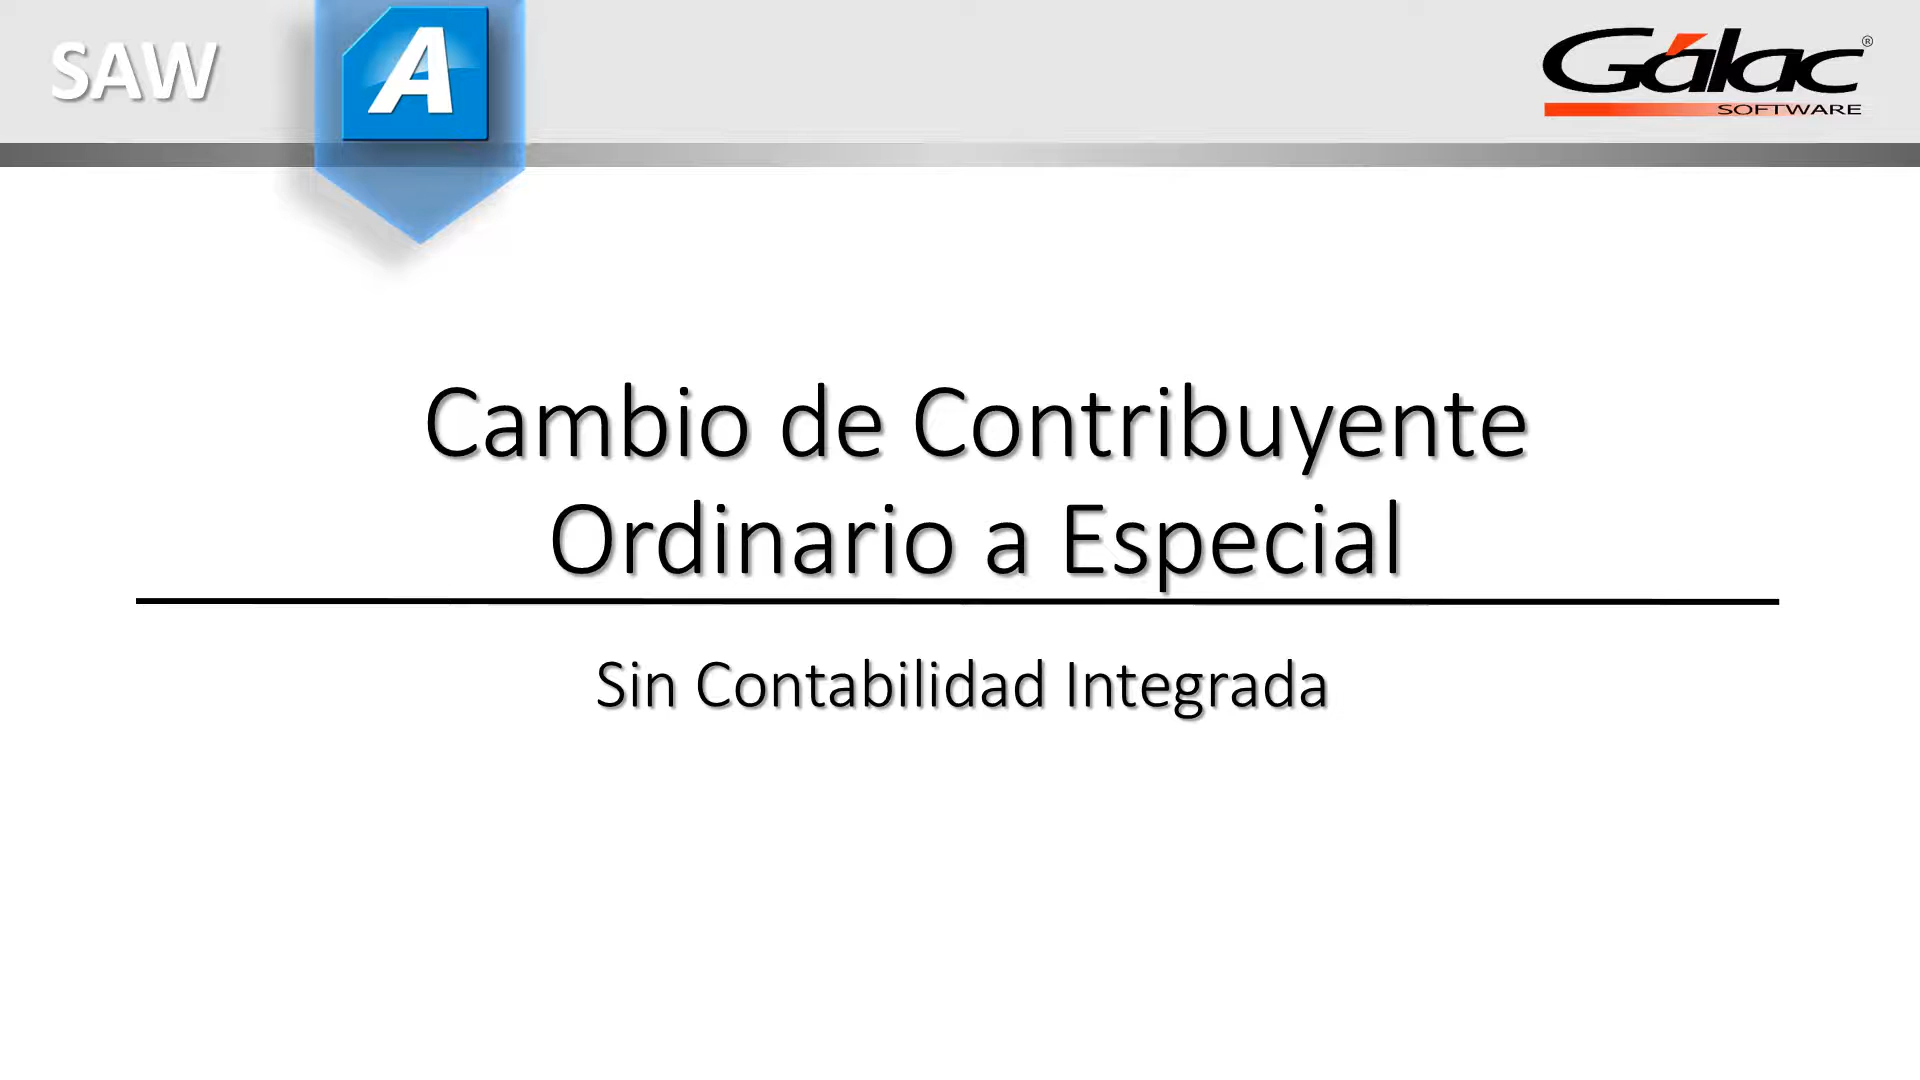 SAW
A
Gálac®
SOFTWARE
Cambio de Contribuyente
Ordinario a Especial
Sin Contabilidad Integrada